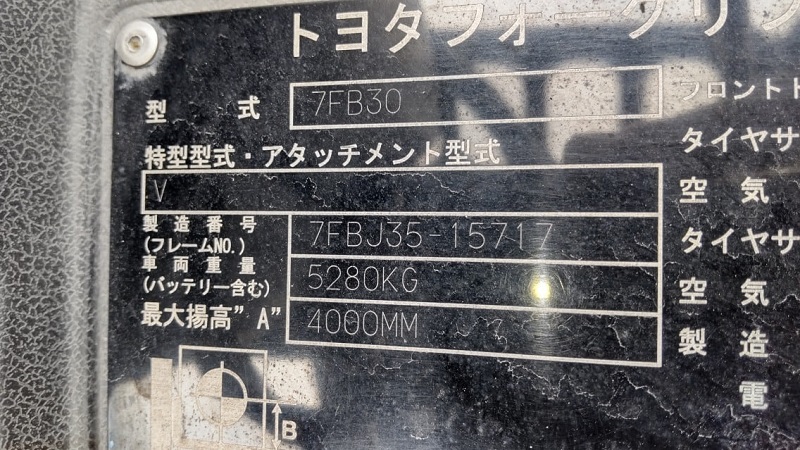 トヨタフォークリフ
型 式 7FB30
特型型式・アタッチメント型式
V
製造番号
(フレームNO.) 7FBJ35-15717
車両重量
(バッテリー含む) 5280KG
最大揚高"A" 4000MM
B
フロント
タイヤサ
空 気
タイヤサ
空 気
製 造
電